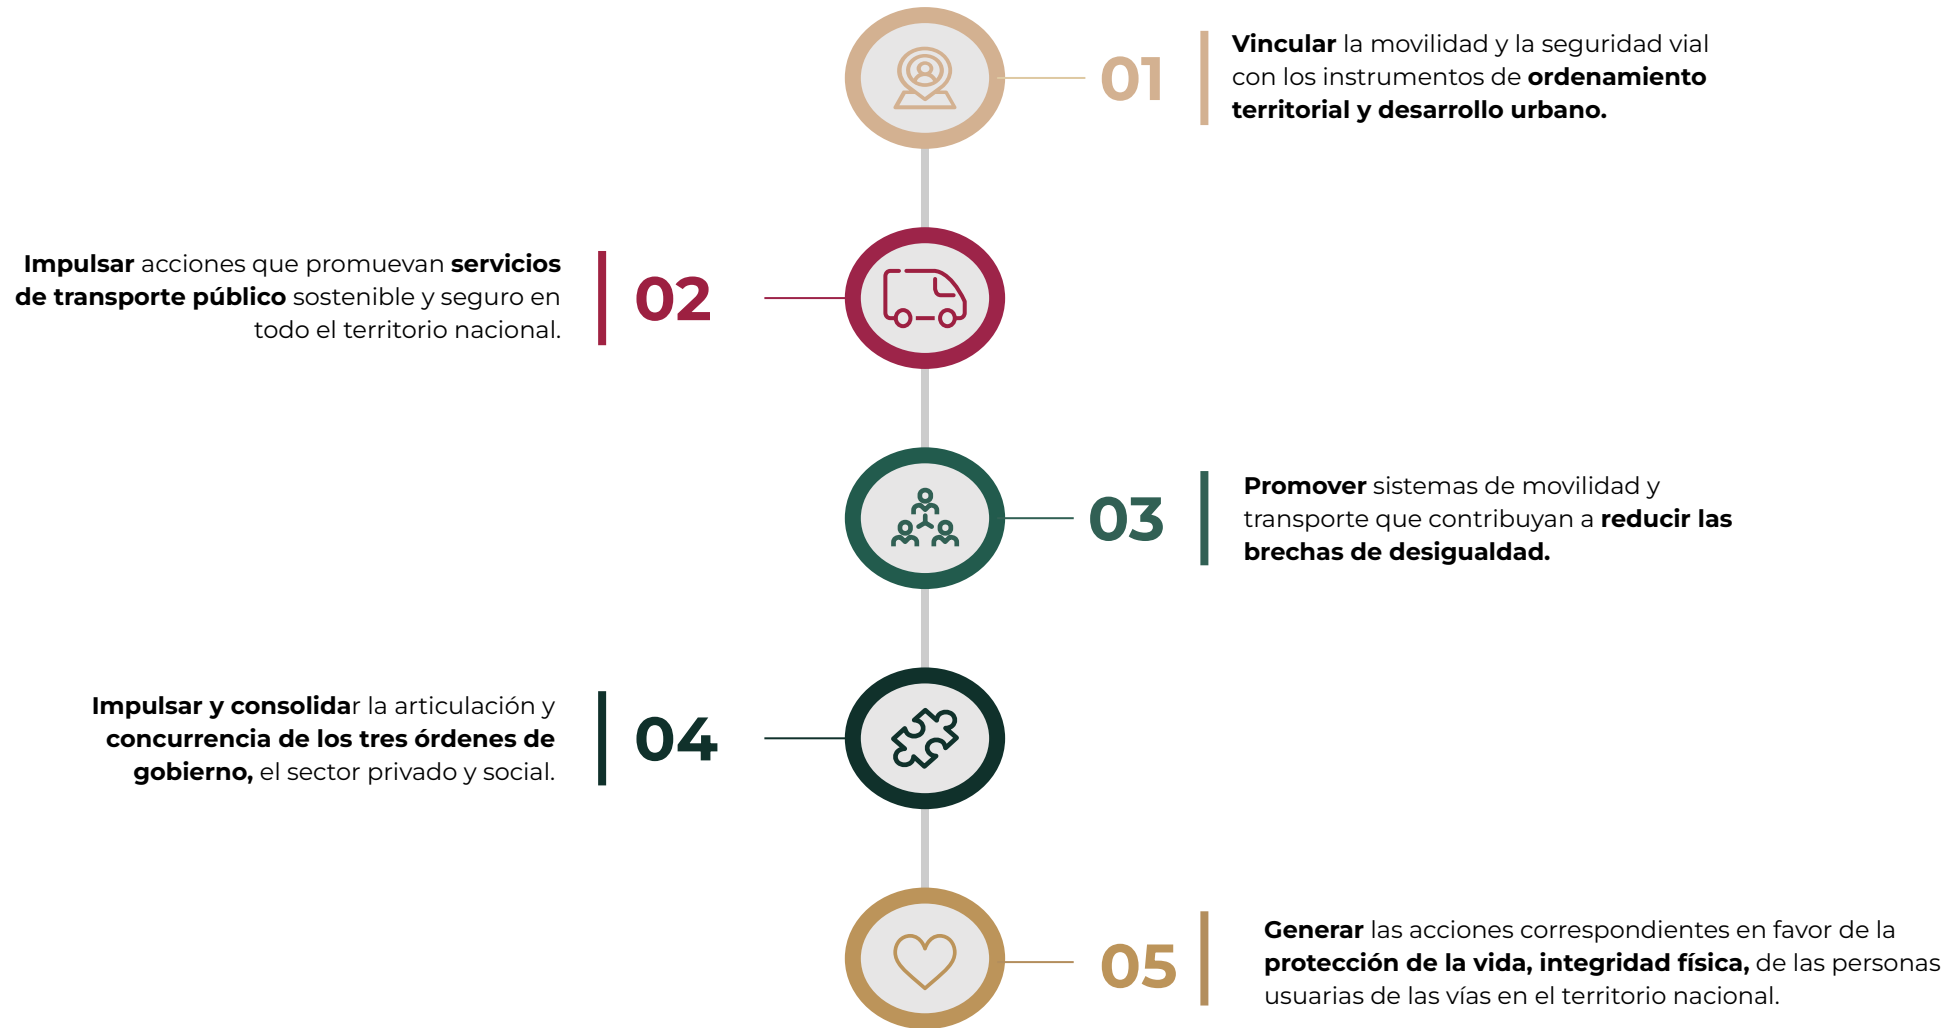 01
Vincular la movilidad y la seguridad vial
con los instrumentos de ordenamiento
territorial y desarrollo urbano.
Impulsar acciones que promuevan servicios
de transporte público sostenible y seguro en
todo el territorio nacional.
02
03
Promover sistemas de movilidad y
transporte que contribuyan a reducir las
brechas de desigualdad.
Impulsar y consolidar la articulación y
concurrencia de los tres órdenes de
gobierno, el sector privado y social.
04
05
Generar las acciones correspondientes en favor de la
protección de la vida, integridad física, de las personas
usuarias de las vías en el territorio nacional.